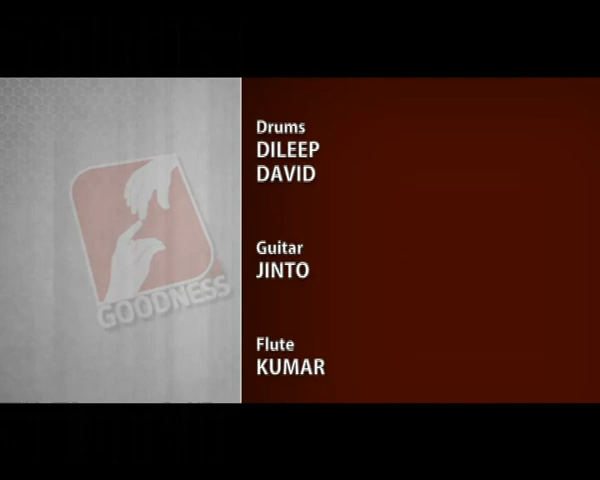 GOODNESS
Drums
DILEEP
DAVID
Guitar
JINTO
Flute
KUMAR